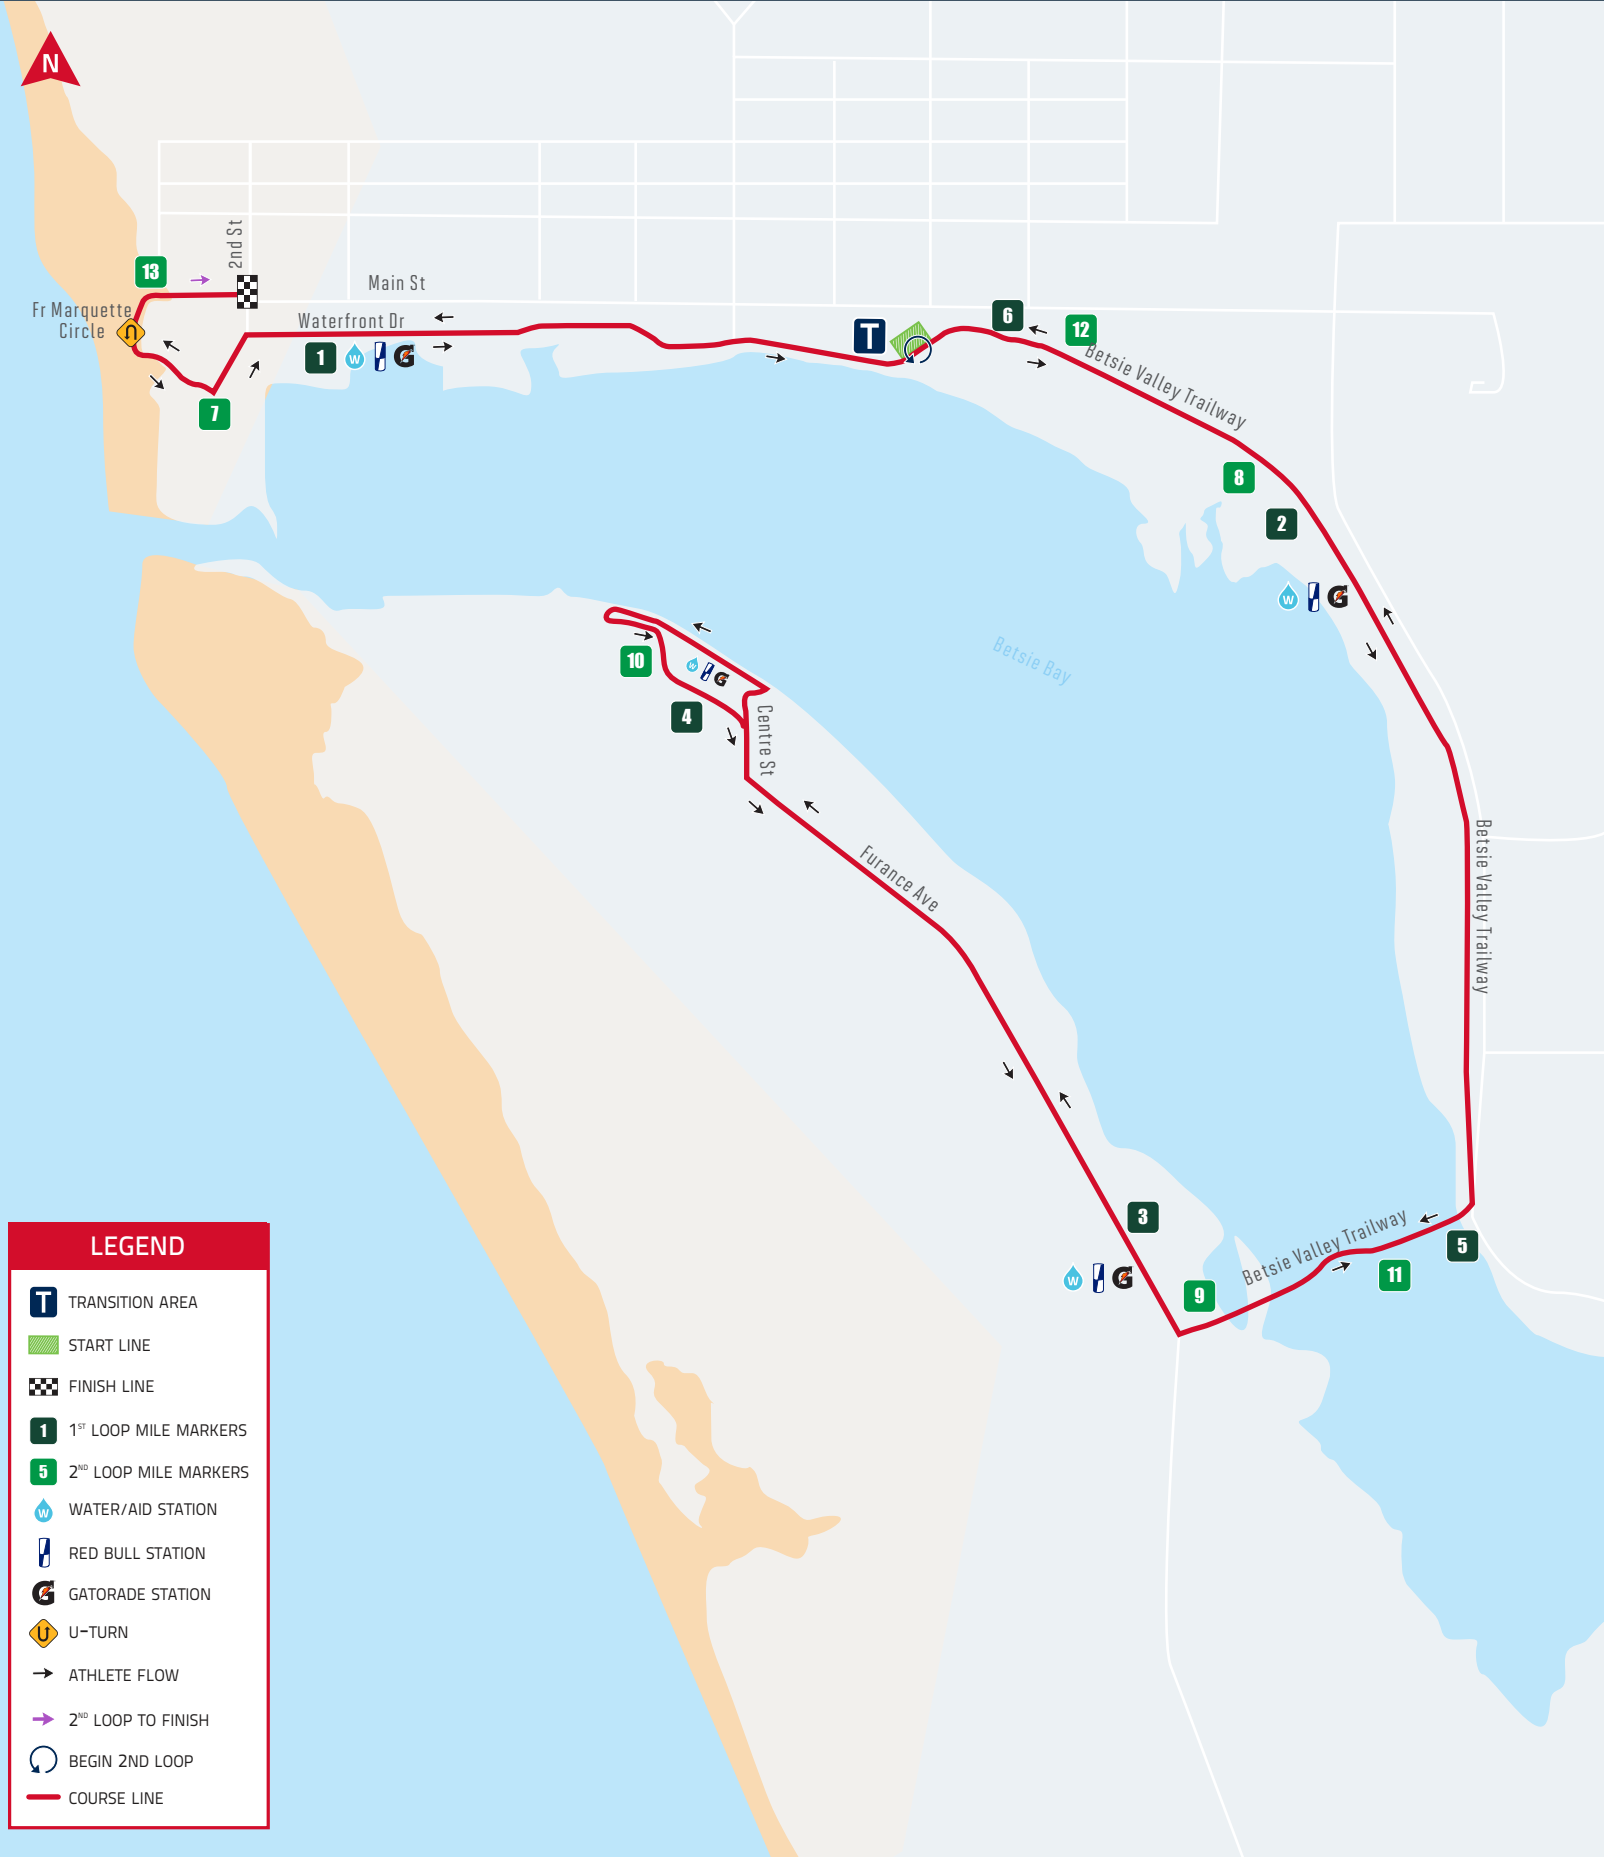 N
2nd St
13
Main St
Fr Marquette
Circle
Waterfront Dr
1
W
G
7
T
6
12
Betsie Valley Trailway
8
2
W
G
Betsie Bay
10
W
G
4
Centre St
Furance Ave
Betsie Valley Trailway
3
W
G
9
Betsie Valley Trailway
5
11
LEGEND
T TRANSITION AREA
START LINE
FINISH LINE
1 1ST LOOP MILE MARKERS
5 2ND LOOP MILE MARKERS
W WATER/AID STATION
RED BULL STATION
G GATORADE STATION
U-TURN
ATHLETE FLOW
2ND LOOP TO FINISH
BEGIN 2ND LOOP
COURSE LINE